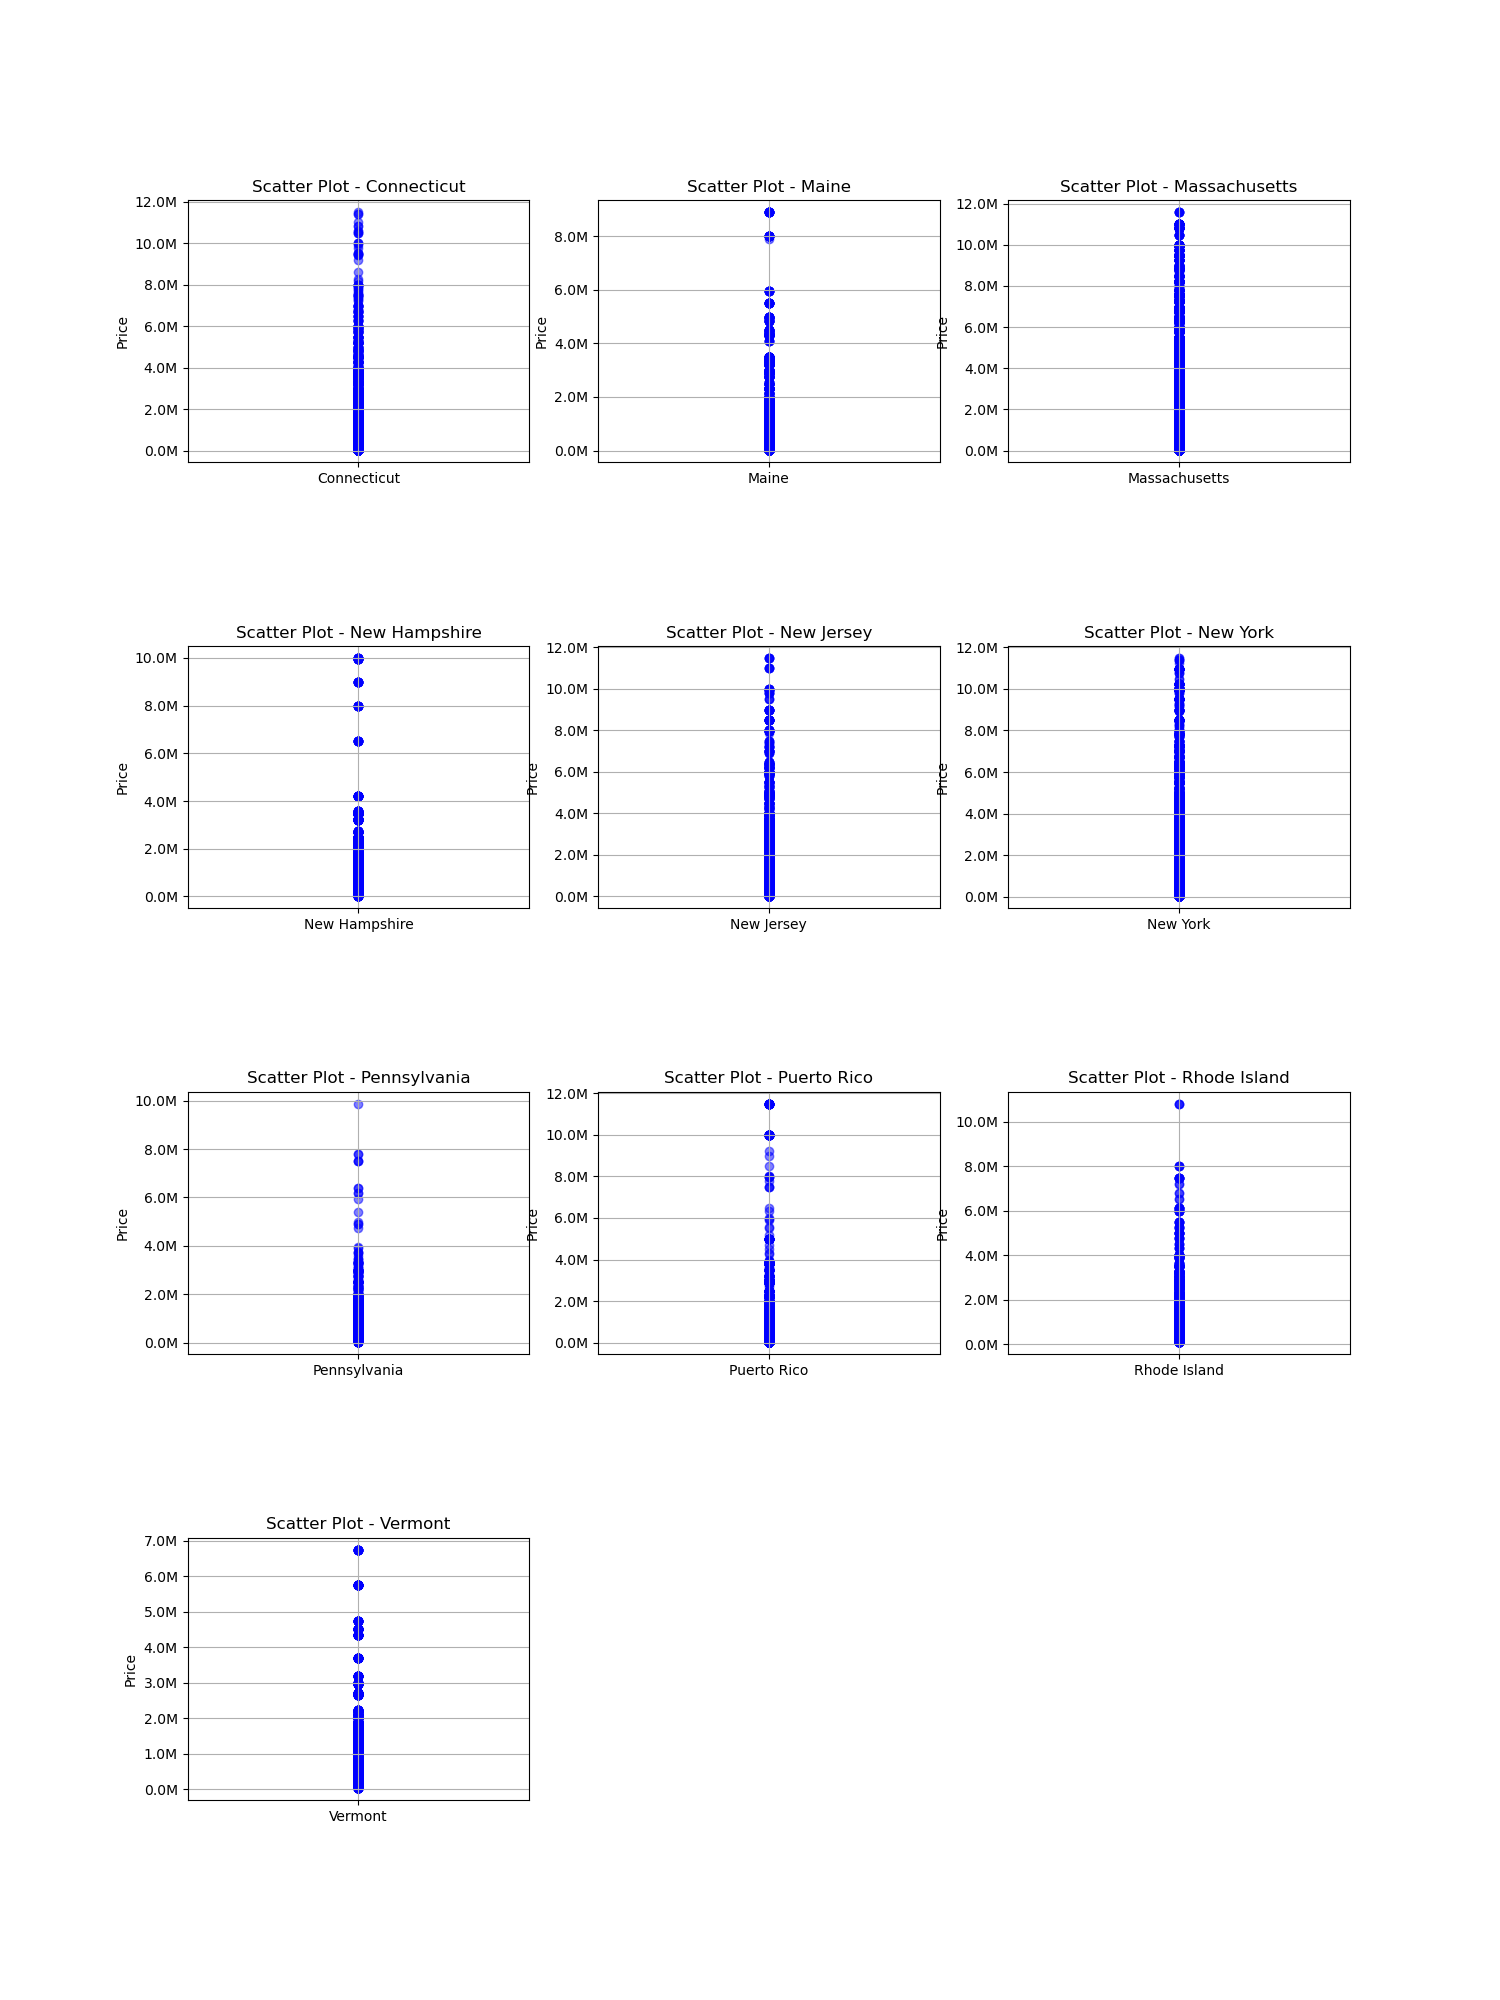 Scatter Plot - Connecticut
12.0M
10.0M
8.0M
6.0M
4.0M
2.0M
0.0M
Price
Connecticut
Scatter Plot - Maine
8.0M
6.0M
4.0M
2.0M
0.0M
Price
Maine
Scatter Plot - Massachusetts
12.0M
10.0M
8.0M
6.0M
4.0M
2.0M
0.0M
Price
Massachusetts
Scatter Plot - New Hampshire
10.0M
8.0M
6.0M
4.0M
2.0M
0.0M
Price
New Hampshire
Scatter Plot - New Jersey
12.0M
10.0M
8.0M
6.0M
4.0M
2.0M
0.0M
Price
New Jersey
Scatter Plot - New York
12.0M
10.0M
8.0M
6.0M
4.0M
2.0M
0.0M
Price
New York
Scatter Plot - Pennsylvania
10.0M
8.0M
6.0M
4.0M
2.0M
0.0M
Price
Pennsylvania
Scatter Plot - Puerto Rico
12.0M
10.0M
8.0M
6.0M
4.0M
2.0M
0.0M
Price
Puerto Rico
Scatter Plot - Rhode Island
10.0M
8.0M
6.0M
4.0M
2.0M
0.0M
Price
Rhode Island
Scatter Plot - Vermont
7.0M
6.0M
5.0M
4.0M
3.0M
2.0M
1.0M
0.0M
Price
Vermont